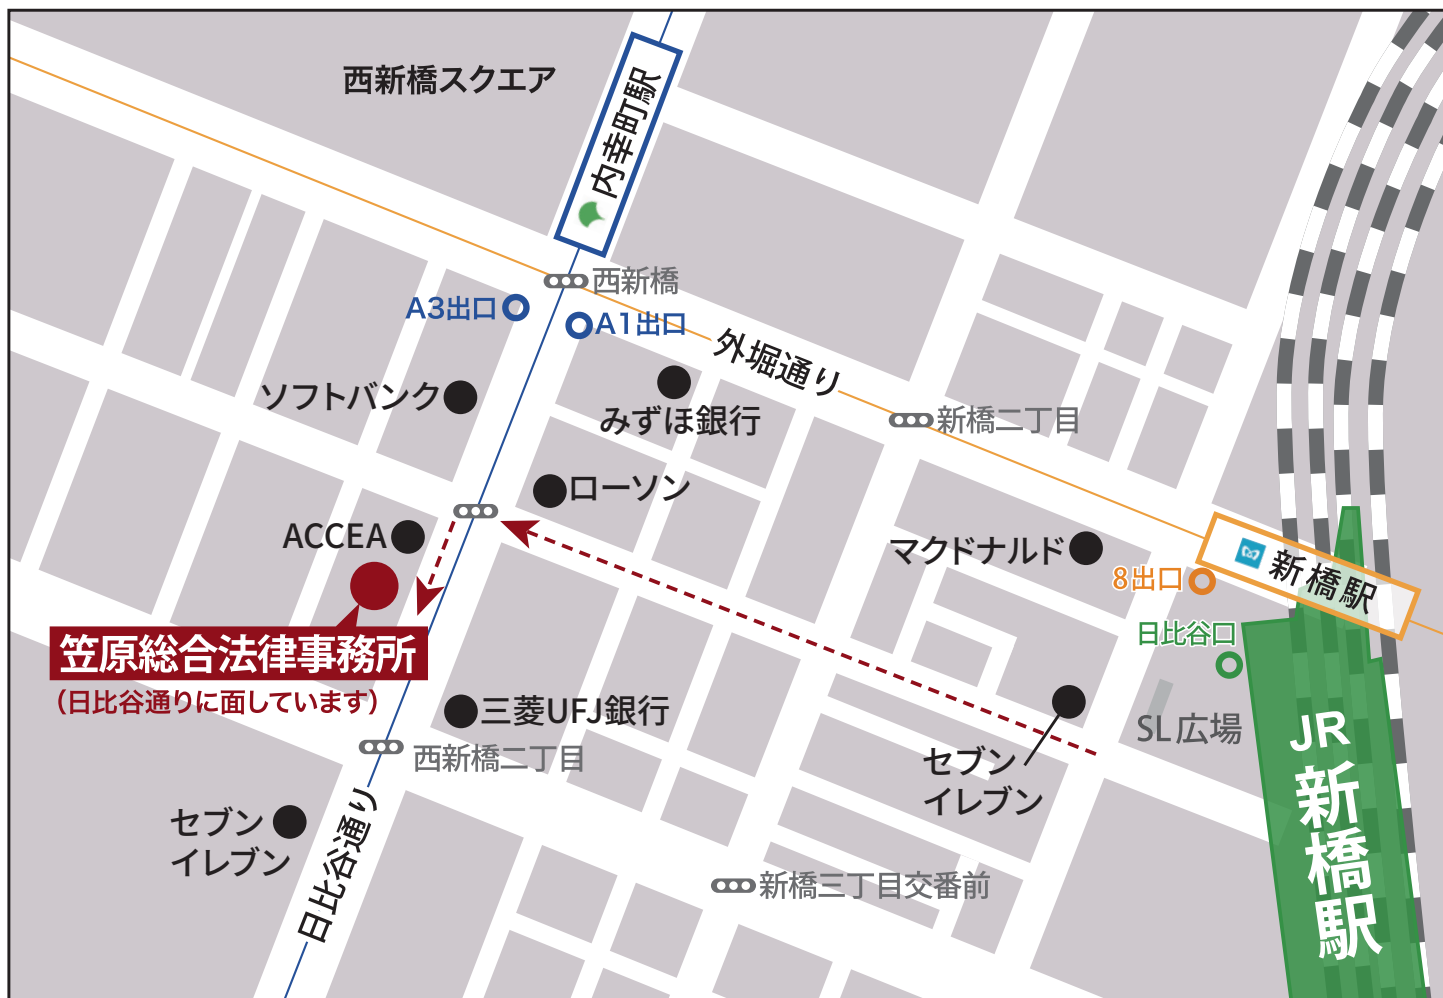 西新橋スクエア
内幸町駅
西新橋
A3出口
A1出口
外堀通り
ソフトバンク
みずほ銀行
新橋二丁目
ローソン
ACCEA
マクドナルド
新橋駅
8出口
日比谷口
笠原総合法律事務所
(日比谷通りに面しています)
三菱UFJ銀行
SL広場
西新橋二丁目
セブン
イレブン
JR
新橋駅
セブン
イレブン
日比谷通り
新橋三丁目交番前